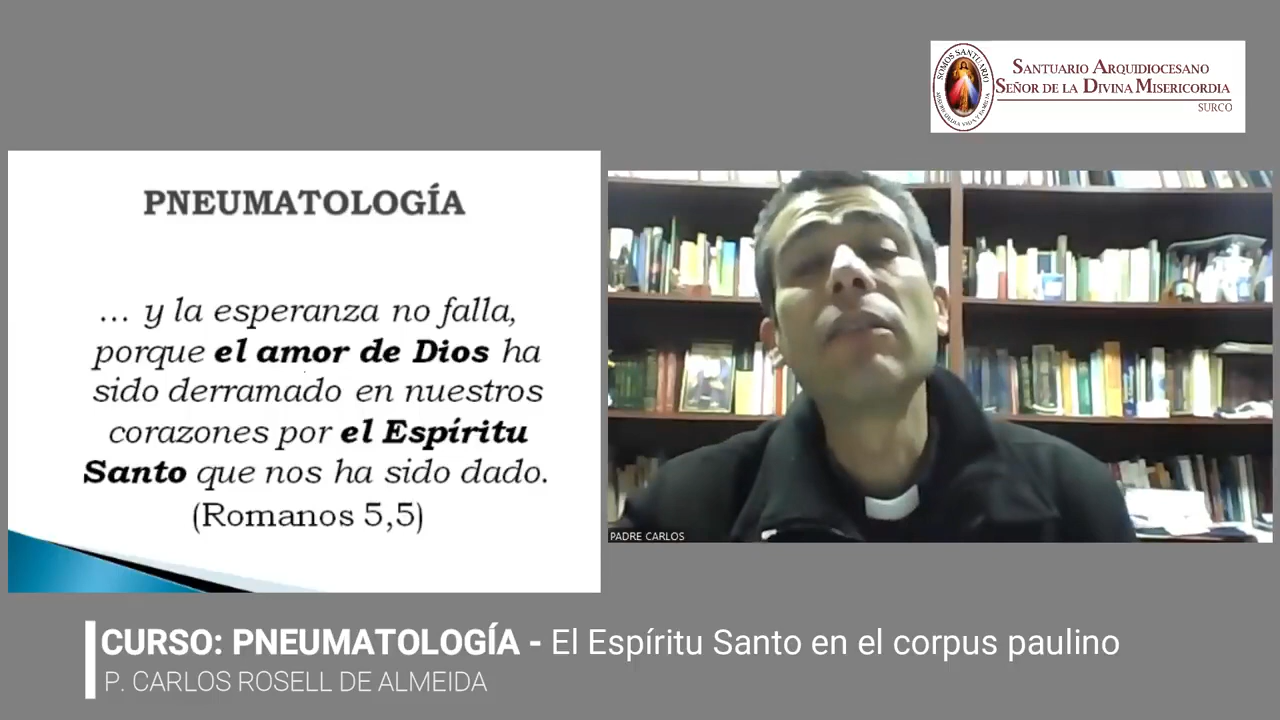 SOMOS SANTUARIO
SANTUARIO ARQUIDIOCESANO
SEÑOR DE LA DIVINA MISERICORDIA
SURCO
PNEUMATOLOGÍA
... y la esperanza no falla,
porque el amor de Dios ha
sido derramado en nuestros
corazones por el Espíritu
Santo que nos ha sido dado.
(Romanos 5,5)
PADRE CARLOS
CURSO: PNEUMATOLOGÍA - El Espíritu Santo en el corpus paulino
P. CARLOS ROSELL DE ALMEIDA